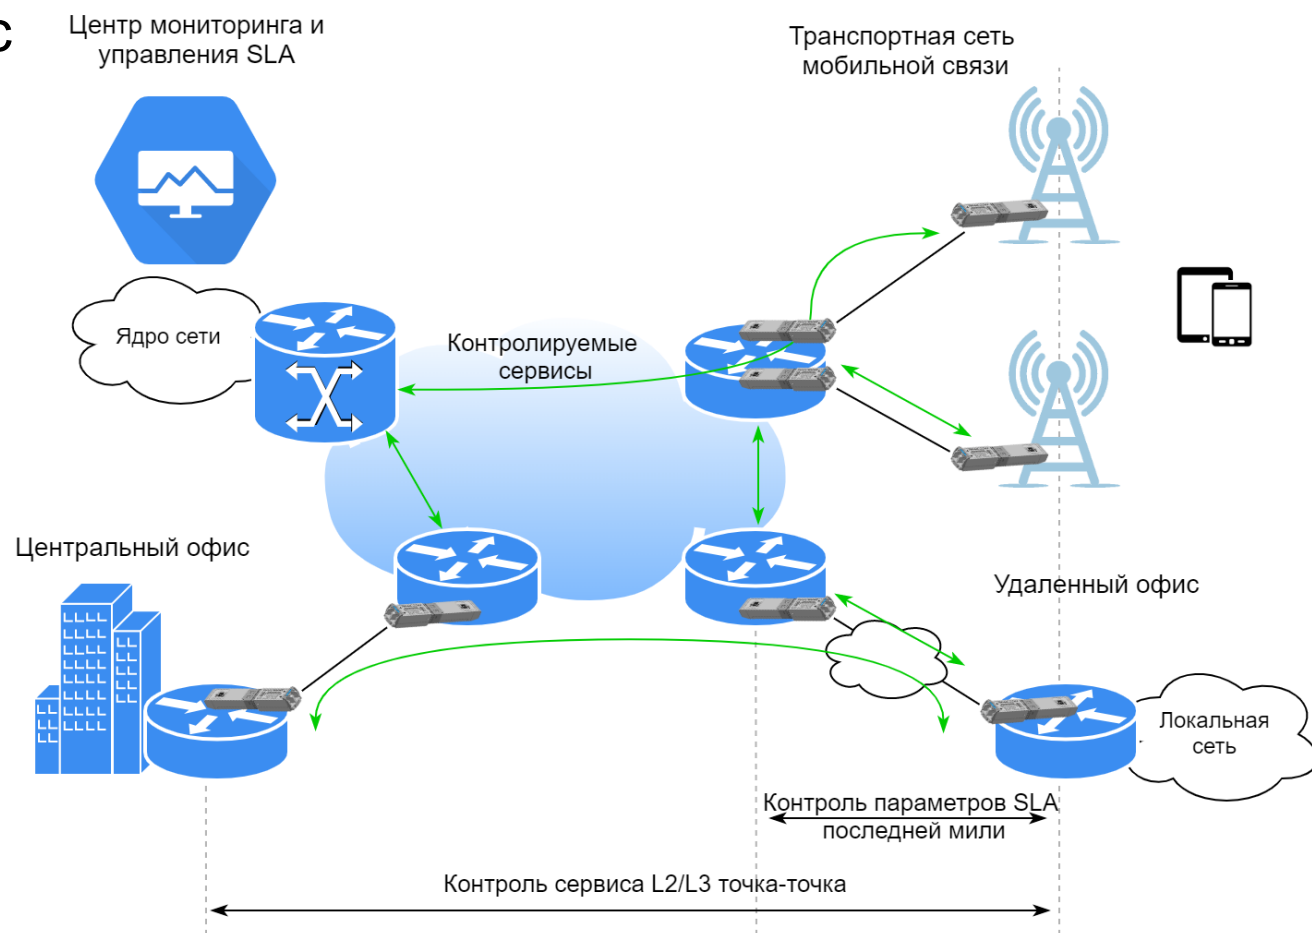 с
Центр мониторинга и
управления SLA
Транспортная сеть
мобильной связи
Ядро сети
Контролируемые
сервисы
Центральный офис
Удаленный офис
Локальная
сеть
Контроль параметров SLA
последней мили
Контроль сервиса L2/L3 точка-точка